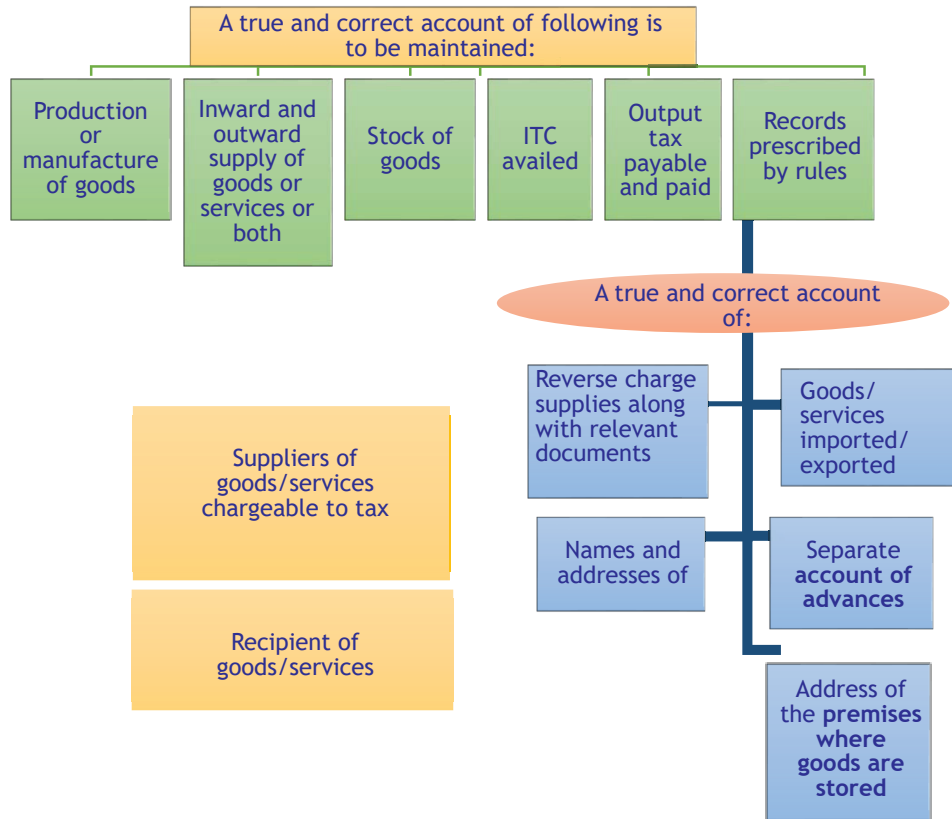 A true and correct account of following is
to be maintained:
Production
or
manufacture
of goods
Inward and
outward
supply of
goods or
services or
both
Stock of
goods
ITC
availed
Output
tax
payable
and paid
Records
prescribed
by rules
A true and correct account
of:
Reverse charge
supplies along
with relevant
documents
Goods/
services
imported/
exported
Names and
addresses of
Separate
account of
advances
Suppliers of
goods/services
chargeable to tax
Recipient of
goods/services
Address of
the premises
where
goods are
stored